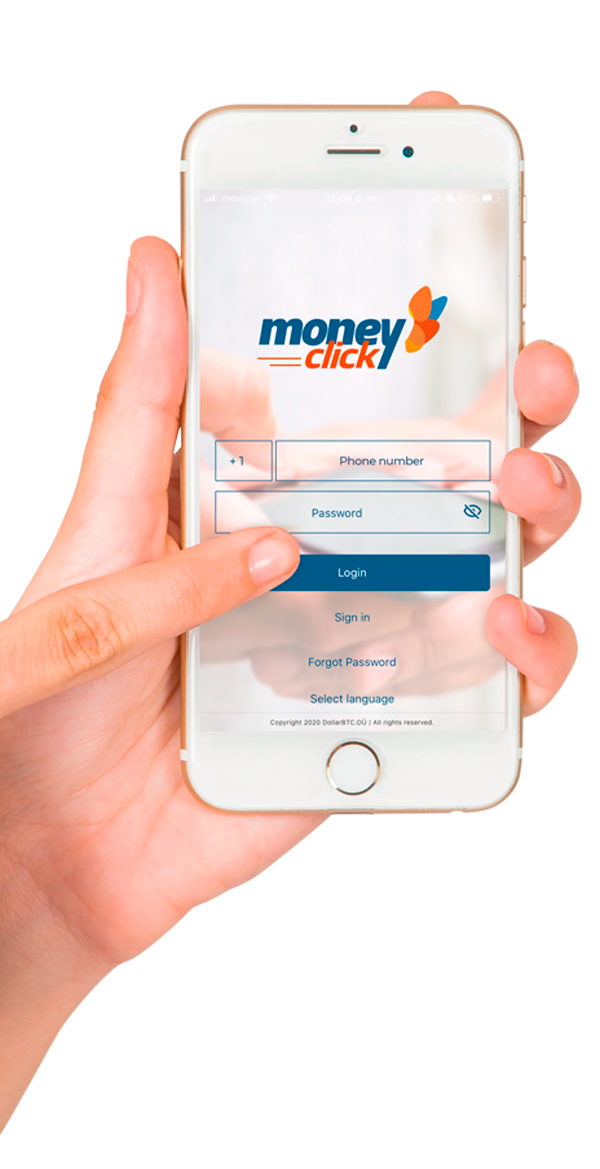 movistar 12:06 p. m. 61 %
money
click
+ 1 Phone number
Password
Login
Sign in
Forgot Password
Select language
Copyright 2020 DollarBTC.OÜ | All rights reserved.